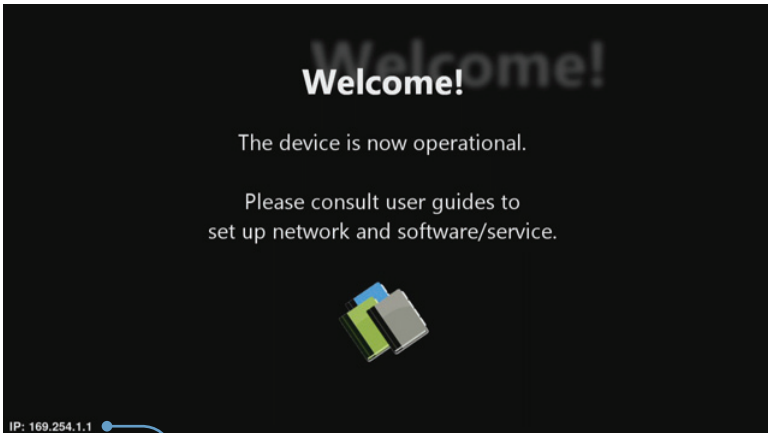 Welcome!
Welcome!
The device is now operational.
Please consult user guides to
set up network and software/service.
IP: 169.254.1.1